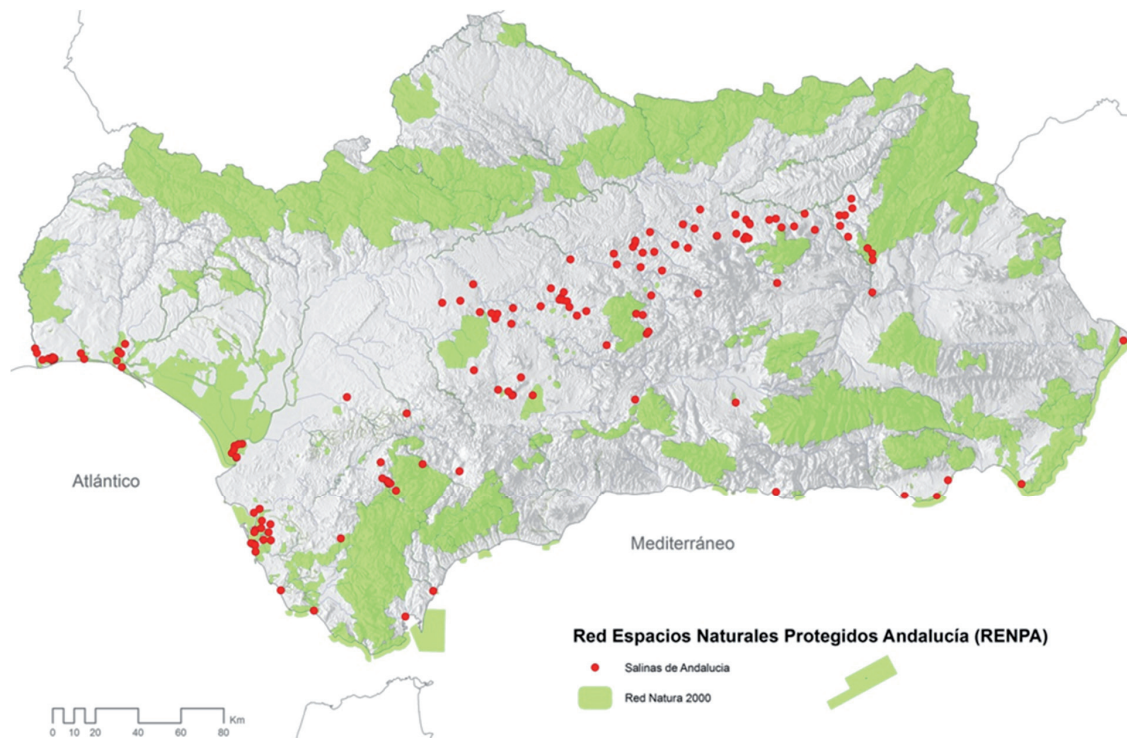 Atlántico
Mediterráneo
Red Espacios Naturales Protegidos Andalucía (RENPA)
Salinas de Andalucia
Red Natura 2000
Km
0 10 20 40 60 80